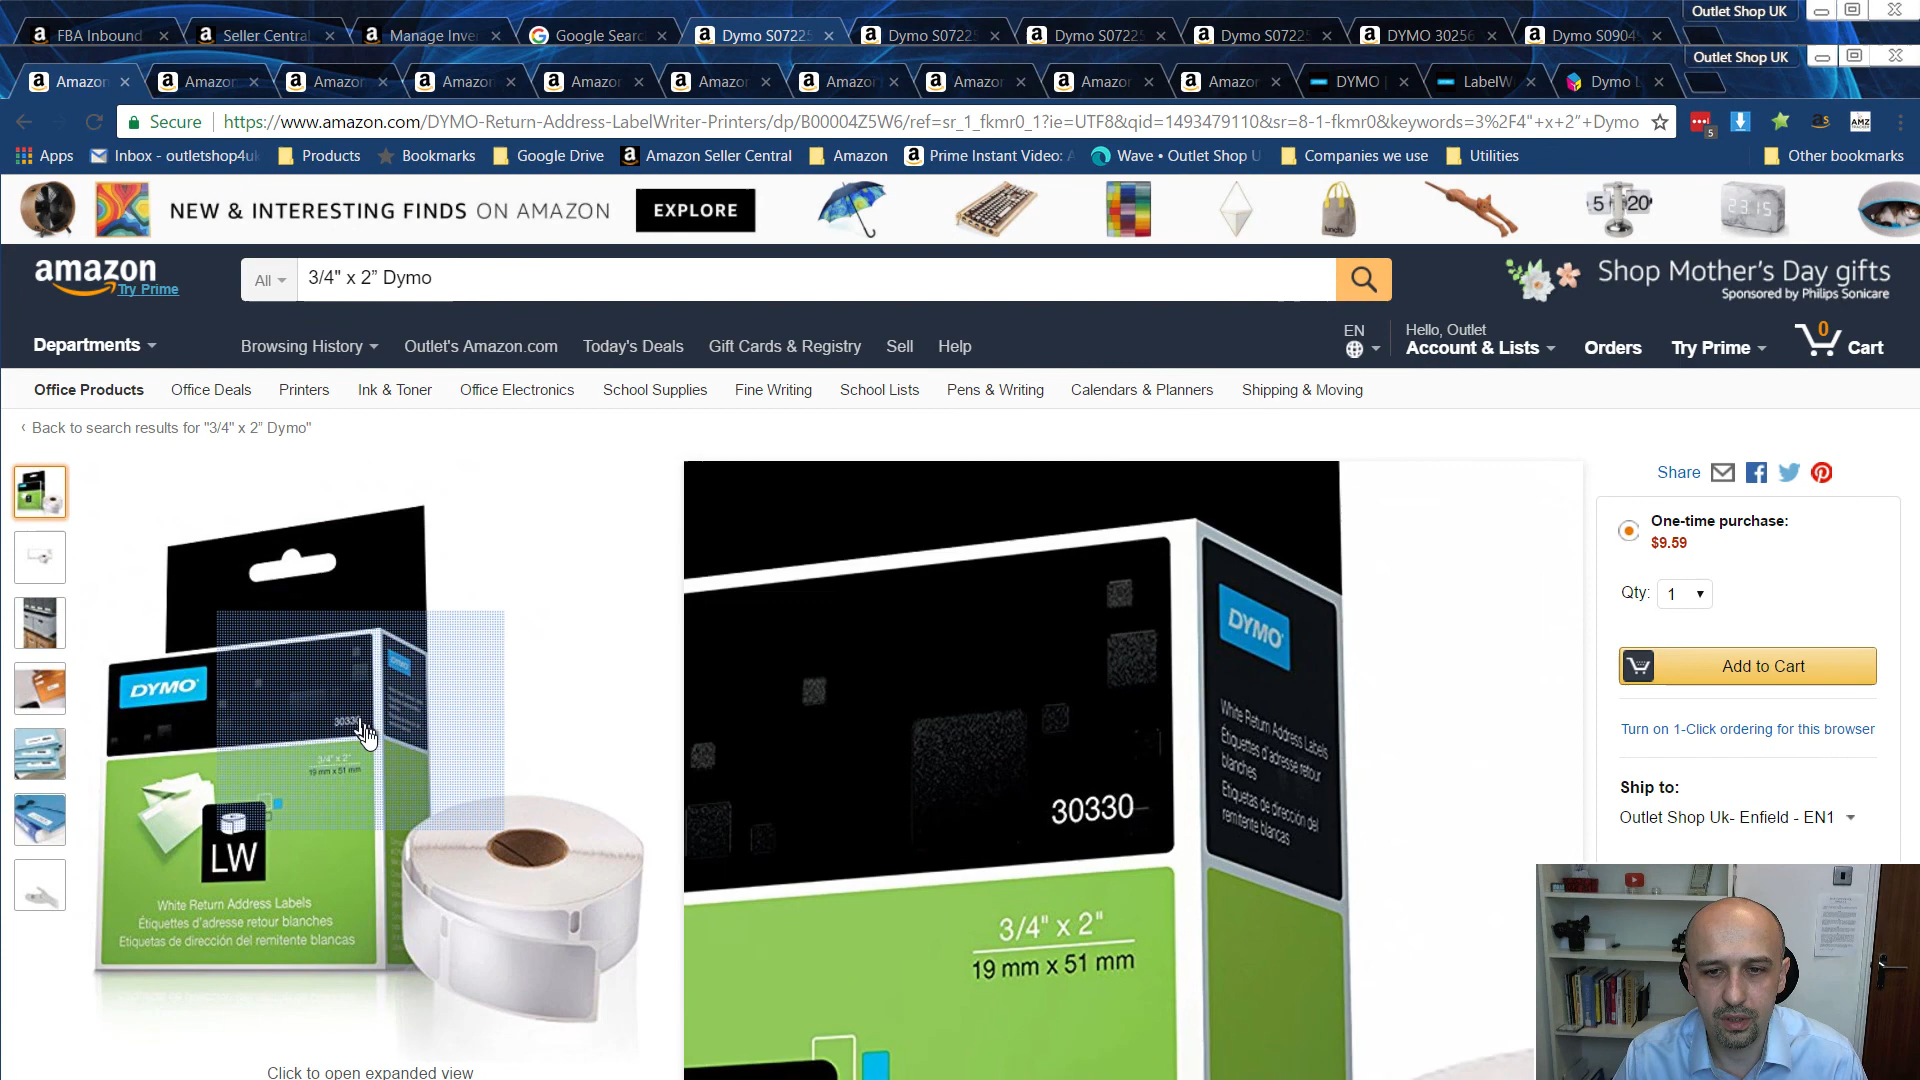 Outlet Shop UK
FBA Inbound
Seller Central
Manage Inve
Google Searc
Dymo S0722
Dymo S0722
Dymo S0722
Dymo S0722
DYMO 30256
Dymo S0904
Outlet Shop UK
Amazon
Amazon
Amazon
Amazon
Amazon
Amazon
Amazon
Amazon
Amazon
Amazon
DYMO
LabelW
Dymo L
Secure
https://www.amazon.com/DYMO-Return-Address-LabelWriter-Printers/dp/B00004Z5W6/ref=sr_1_fkmr0_1?ie=UTF8&qid=1493479110&sr=8-1-fkmr0&keywords=3%2F4"+x+2"+Dymo
5
AMZ
Apps
Inbox - outletshop4u
Products
Bookmarks
Google Drive
Amazon Seller Central
Amazon
Prime Instant Video:
Wave • Outlet Shop U
Companies we use
Utilities
Other bookmarks
NEW & INTERESTING FINDS ON AMAZON
EXPLORE
lunch.
5 20
23:15
amazon
Try Prime
All
3/4" x 2” Dymo
Shop Mother's Day gifts
Sponsored by Philips Sonicare
Departments
Browsing History
Outlet's Amazon.com
Today's Deals
Gift Cards & Registry
Sell
Help
EN
Hello, Outlet
Account & Lists
Orders
Try Prime
0
Cart
Office Products
Office Deals
Printers
Ink & Toner
Office Electronics
School Supplies
Fine Writing
School Lists
Pens & Writing
Calendars & Planners
Shipping & Moving
‹ Back to search results for "3/4" x 2” Dymo"
DYMO
30330
3/4" x 2"
19 mm x 51 mm
LW
White Return Address Labels
Étiquettes d'adresse retour blanches
Etiquetas de dirección del remitente blancas
Click to open expanded view
DYMO
White Return Address Labels
Étiquettes d'adresse retour
blanches
Etiquetas de dirección del
remitente blancas
30330
3/4" x 2"
19 mm x 51 mm
Share
One-time purchase:
$9.59
Qty:
1
Add to Cart
Turn on 1-Click ordering for this browser
Ship to:
Outlet Shop Uk- Enfield - EN1